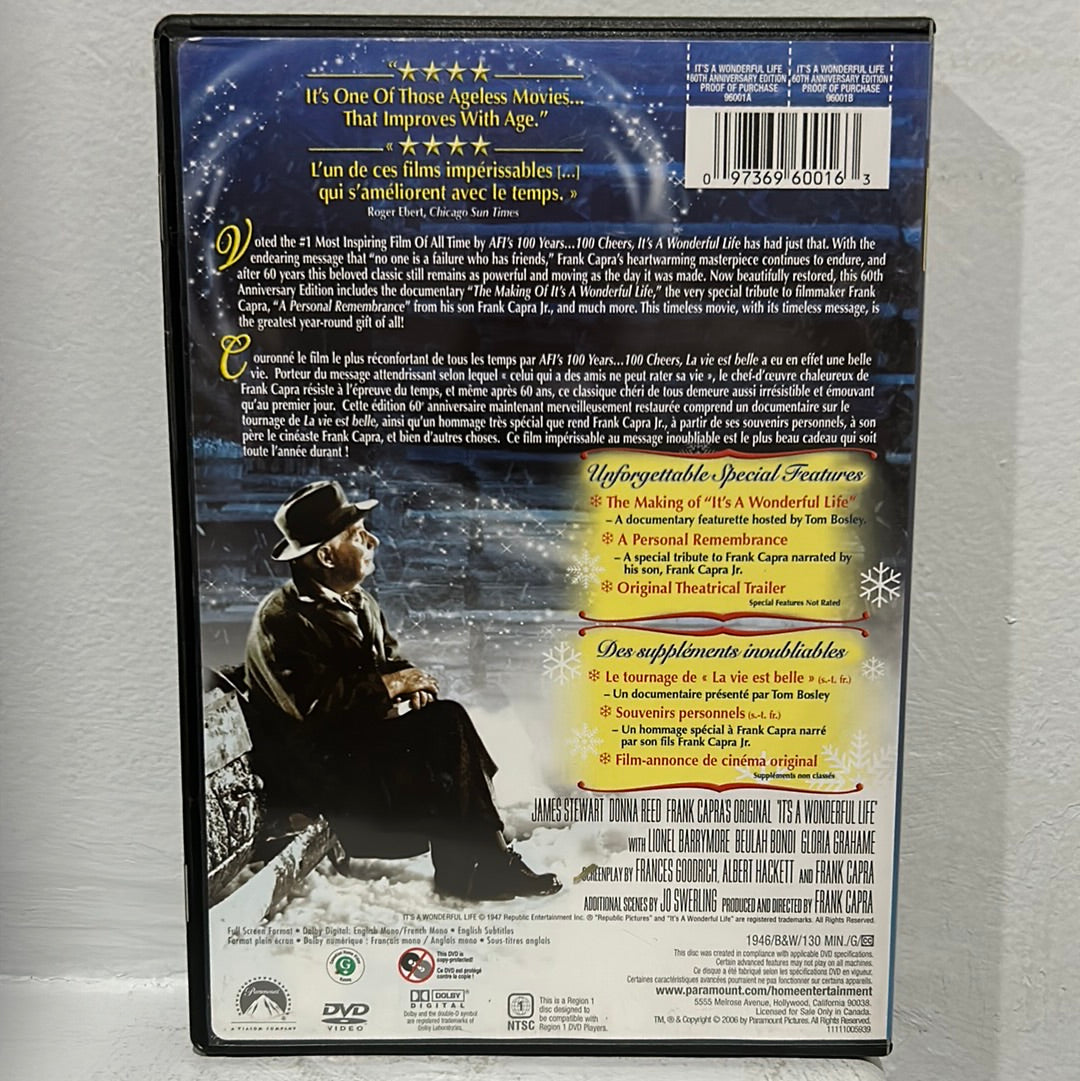 IT'S A WONDERFUL LIFE
60TH ANNIVERSARY EDITION
PROOF OF PURCHASE
96001A
IT'S A WONDERFUL LIFE
60TH ANNIVERSARY EDITION
PROOF OF PURCHASE
96001B
0 97369 60016 3
"★★★★
It's One Of Those Ageless Movies...
That Improves With Age."
« ★★★★
L'un de ces films impérissables [...]
qui s'améliorent avec le temps. »
Roger Ebert, Chicago Sun Times
Voted the #1 Most Inspiring Film Of All Time by AFI's 100 Years...100 Cheers, It's A Wonderful Life has had just that. With the
endearing message that "no one is a failure who has friends," Frank Capra's heartwarming masterpiece continues to endure, and
after 60 years this beloved classic still remains as powerful and moving as the day it was made. Now beautifully restored, this 60th
Anniversary Edition includes the documentary "The Making Of It's A Wonderful Life," the very special tribute to filmmaker Frank
Capra, "A Personal Remembrance" from his son Frank Capra Jr., and much more. This timeless movie, with its timeless message, is
the greatest year-round gift of all!
Couronné le film le plus réconfortant de tous les temps par AFI's 100 Years...100 Cheers, La vie est belle a eu en effet une belle
vie. Porteur du message attendrissant selon lequel « celui qui a des amis ne peut rater sa vie », le chef-d'œuvre chaleureux de
Frank Capra résiste à l'épreuve du temps, et même après 60 ans, ce classique chéri de tous demeure aussi irrésistible et émouvant
qu'au premier jour. Cette édition 60e anniversaire maintenant merveilleusement restaurée comprend un documentaire sur le
tournage de La vie est belle, ainsi qu'un hommage très spécial que rend Frank Capra Jr., à partir de ses souvenirs personnels, à son
père le cinéaste Frank Capra, et bien d'autres choses. Ce film impérissable au message inoubliable est le plus beau cadeau qui soit
toute l'année durant !
Unforgettable Special Features
The Making of "It's A Wonderful Life"
– A documentary featurette hosted by Tom Bosley.
A Personal Remembrance
– A special tribute to Frank Capra narrated by
his son, Frank Capra Jr.
Original Theatrical Trailer
Special Features Not Rated
Des suppléments inoubliables
Le tournage de « La vie est belle » (s.-t. fr.)
– Un documentaire présenté par Tom Bosley
Souvenirs personnels (s.-t. fr.)
– Un hommage spécial à Frank Capra narré
par son fils Frank Capra Jr.
Film-annonce de cinéma original
Suppléments non classés
JAMES STEWART DONNA REED FRANK CAPRA'S ORIGINAL 'IT'S A WONDERFUL LIFE'
WITH LIONEL BARRYMORE BEULAH BONDI GLORIA GRAHAME
SCREENPLAY BY FRANCES GOODRICH, ALBERT HACKETT AND FRANK CAPRA
ADDITIONAL SCENES BY JO SWERLING PRODUCED AND DIRECTED BY FRANK CAPRA
IT'S A WONDERFUL LIFE © 1947 Republic Entertainment Inc. ® "Republic Pictures" and "It's A Wonderful Life" are registered trademarks. All Rights Reserved.
Full Screen Format • Dolby Digital: English Mono/French Mono • English Subtitles
Format plein écran • Dolby numérique : Français mono / Anglais mono • Sous-titres anglais
1946/B&W/130 MIN./G/CC
This disc was created in compliance with applicable DVD specifications.
Certain advanced features may not play on all machines.
Ce disque a été fabriqué selon les spécifications DVD en vigueur.
Certaines caractéristiques avancées pourraient ne pas fonctionner sur tous les appareils.
www.paramount.com/homeentertainment
5555 Melrose Avenue, Hollywood, California 90038.
Licensed for Sale Only in Canada.
TM, ® & Copyright © 2006 by Paramount Pictures. All Rights Reserved.
11111005939
G
This DVD is
copy-protected!
Ce DVD est protégé
contre la copie !
Paramount
A VIACOM COMPANY
DVD
VIDEO
DOLBY
DIGITAL
Dolby and the double-D symbol
are registered trademarks of
Dolby Laboratories.
1
NTSC
This is a Region 1
disc designed to
be compatible with
Region 1 DVD Players.